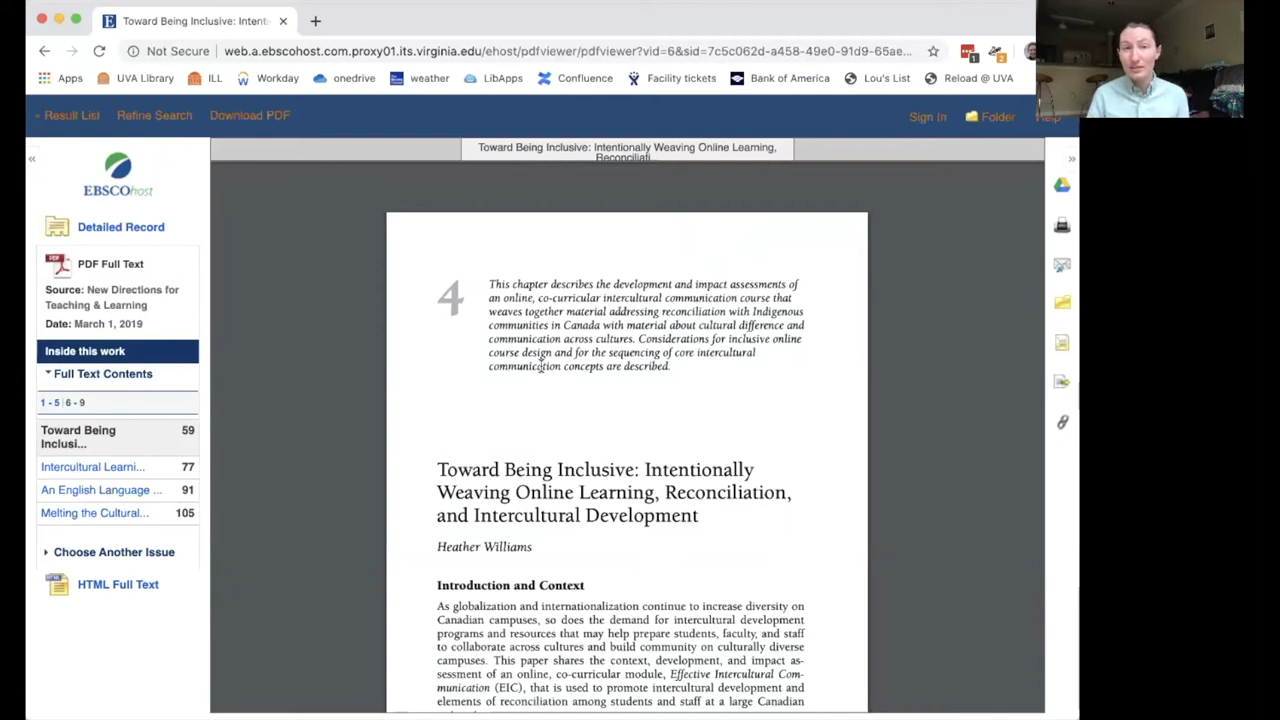 Toward Being Inclusive: Intenti
Not Secure
web.a.ebscohost.com.proxy01.its.virginia.edu/ehost/pdfviewer/pdfviewer?vid=6&sid=7c5c062d-a458-49e0-91d9-65ae...
1
2
Apps
UVA Library
ILL
Workday
onedrive
weather
LibApps
Confluence
Facility tickets
Bank of America
Lou's List
Reload @ UVA
« Result List
Refine Search
Download PDF
Sign In
Folder
Help
Toward Being Inclusive: Intentionally Weaving Online Learning,
Reconciliati...
EBSCOhost
Detailed Record
PDF Full Text
Source: New Directions for
Teaching & Learning
Date: March 1, 2019
Inside this work
Full Text Contents
1 - 5 | 6 - 9
Toward Being 59
Inclusi...
Intercultural Learni... 77
An English Language ... 91
Melting the Cultural... 105
Choose Another Issue
HTML Full Text
4
This chapter describes the development and impact assessments of
an online, co-curricular intercultural communication course that
weaves together material addressing reconciliation with Indigenous
communities in Canada with material about cultural difference and
communication across cultures. Considerations for inclusive online
course design and for the sequencing of core intercultural
communication concepts are described.
Toward Being Inclusive: Intentionally
Weaving Online Learning, Reconciliation,
and Intercultural Development
Heather Williams
Introduction and Context
As globalization and internationalization continue to increase diversity on
Canadian campuses, so does the demand for intercultural development
programs and resources that may help prepare students, faculty, and staff
to collaborate across cultures and build community on culturally diverse
campuses. This paper shares the context, development, and impact as-
sessment of an online, co-curricular module, Effective Intercultural Com-
munication (EIC), that is used to promote intercultural development and
elements of reconciliation among students and staff at a large Canadian